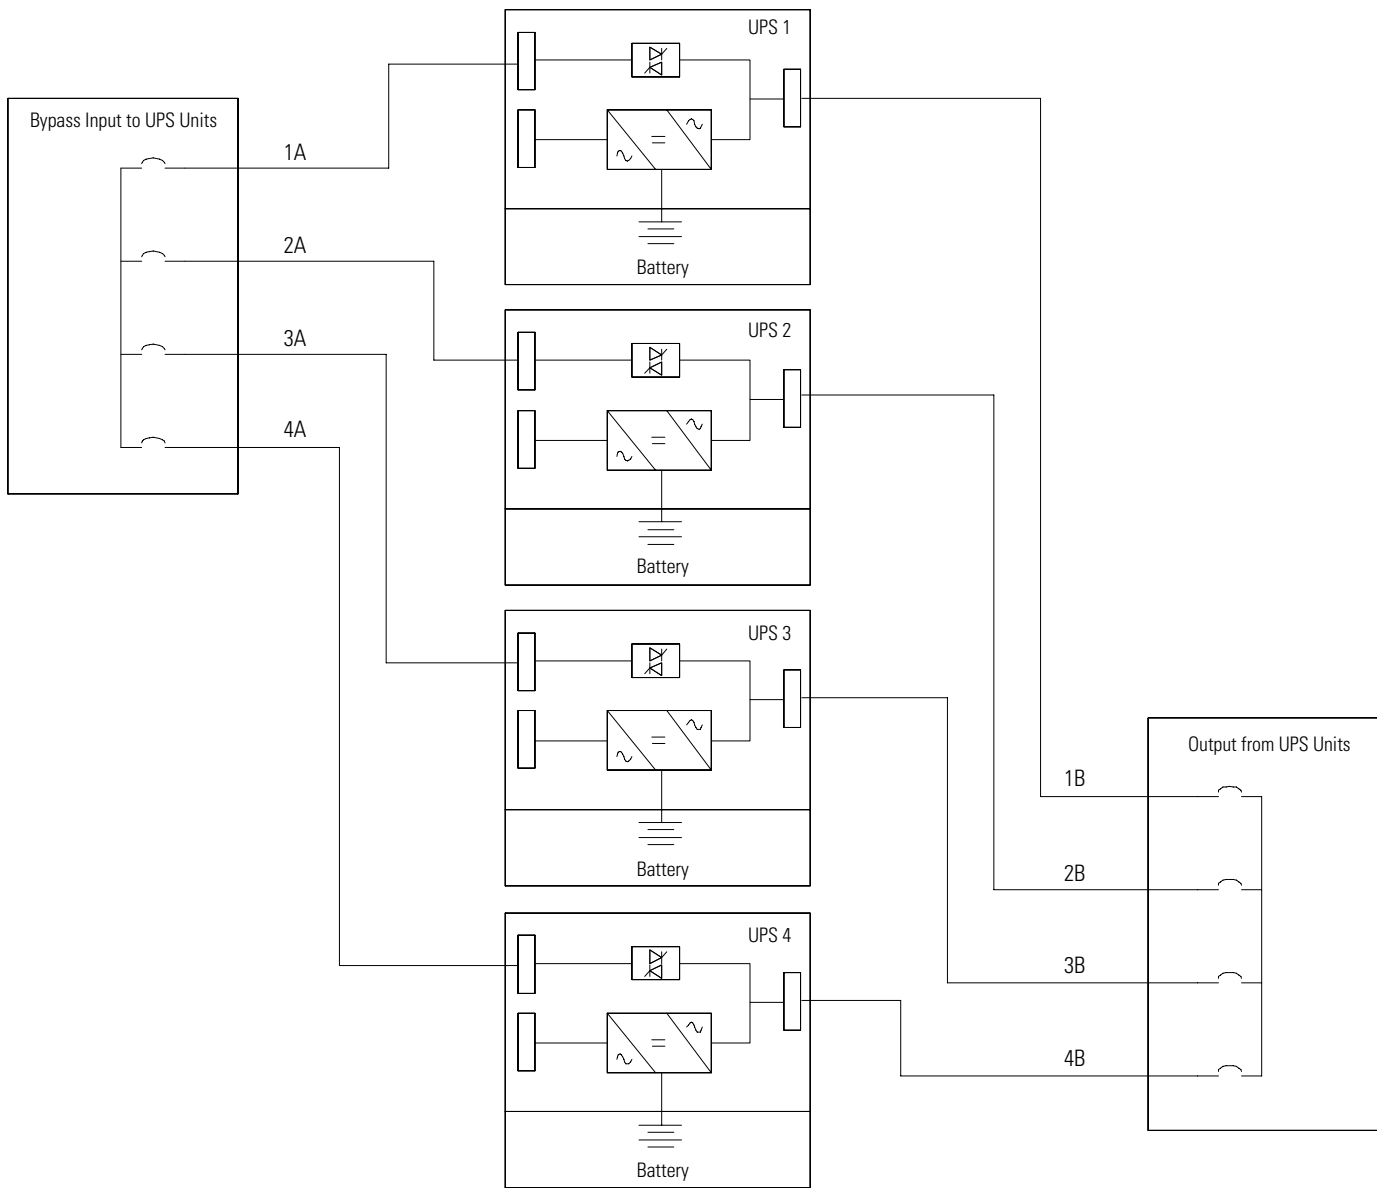 UPS 1
Bypass Input to UPS Units
1A
2A
Battery
3A
UPS 2
4A
Battery
UPS 3
Output from UPS Units
1B
Battery
2B
UPS 4
3B
4B
Battery